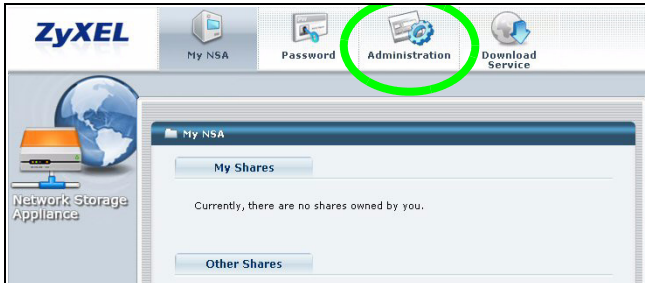 ZyXEL
My NSA
Password
Administration
Download
Service
My NSA
My Shares
Network Storage
Appliance
Currently, there are no shares owned by you.
Other Shares